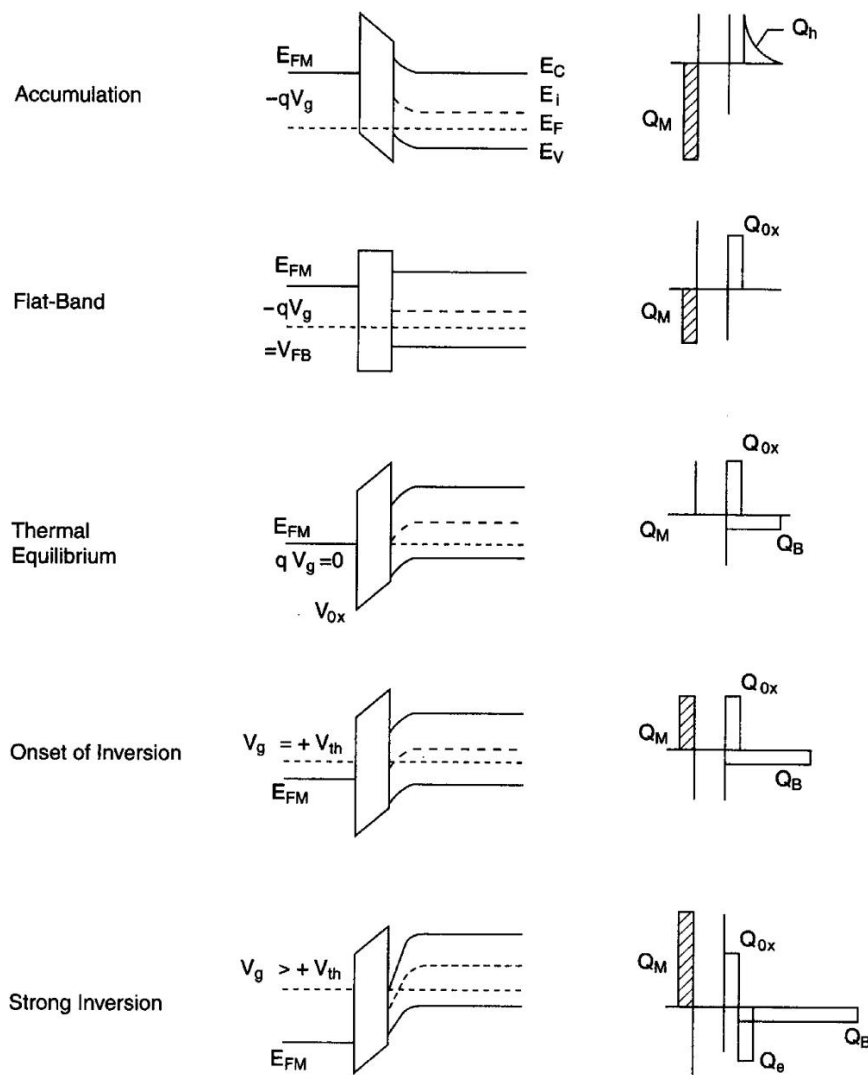 Accumulation
E_FM
-qV_g
E_C
E_i
E_F
E_V
Q_M
Q_h
Flat-Band
E_FM
-qV_g
=V_FB
Q_M
Q_0x
Thermal
Equilibrium
E_FM
qV_g=0
V_0x
Q_M
Q_0x
Q_B
Onset of Inversion
V_g = + V_th
E_FM
Q_M
Q_0x
Q_B
Strong Inversion
V_g > + V_th
E_FM
Q_M
Q_0x
Q_B
Q_e